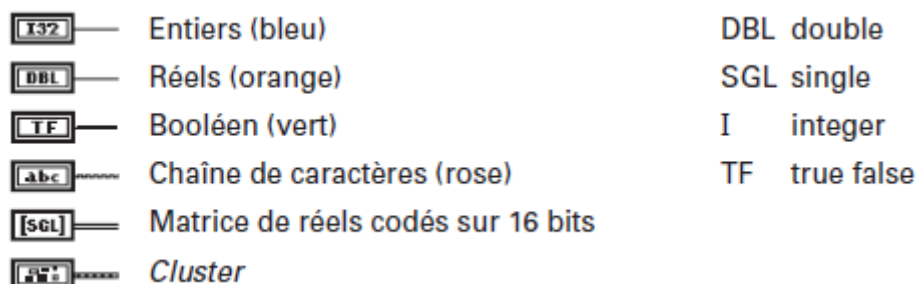 I32 Entiers (bleu) DBL double
DBL Réels (orange) SGL single
TF Booléen (vert) I integer
abc Chaîne de caractères (rose) TF true false
[SGL] Matrice de réels codés sur 16 bits
Cluster